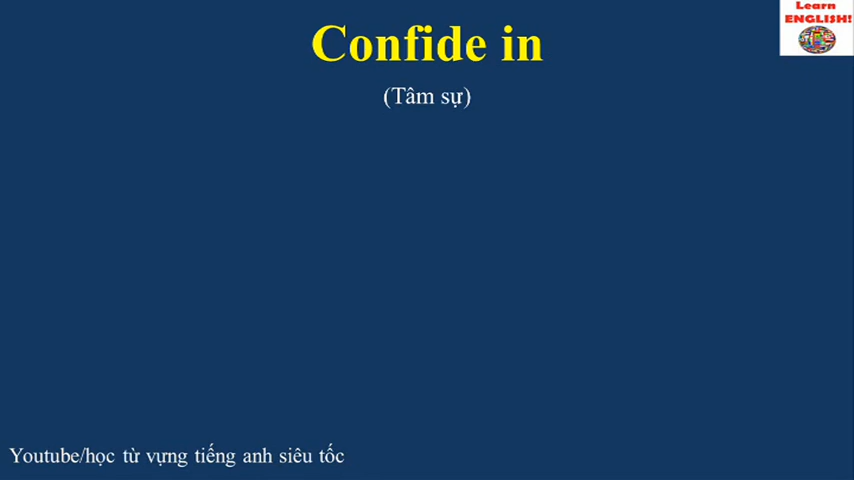 Learn
ENGLISH!
Confide in
(Tâm sự)
Youtube/học từ vựng tiếng anh siêu tốc